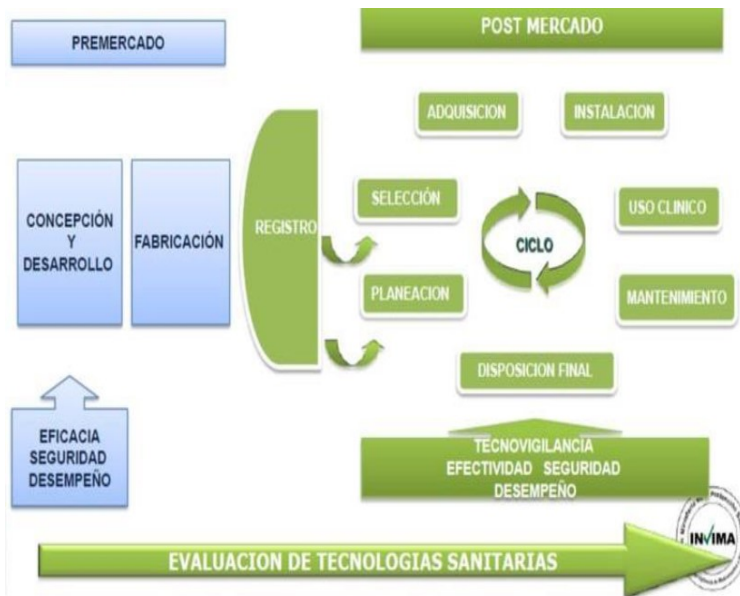 PREMERCADO
POST MERCADO
ADQUISICION
INSTALACION
CONCEPCIÓN
Y
DESARROLLO
FABRICACIÓN
REGISTRO
SELECCIÓN
CICLO
USO CLINICO
PLANEACION
MANTENIMIENTO
DISPOSICION FINAL
EFICACIA
SEGURIDAD
DESEMPEÑO
TECNOVIGILANCIA
EFECTIVIDAD SEGURIDAD
DESEMPEÑO
EVALUACION DE TECNOLOGIAS SANITARIAS
INVIMA